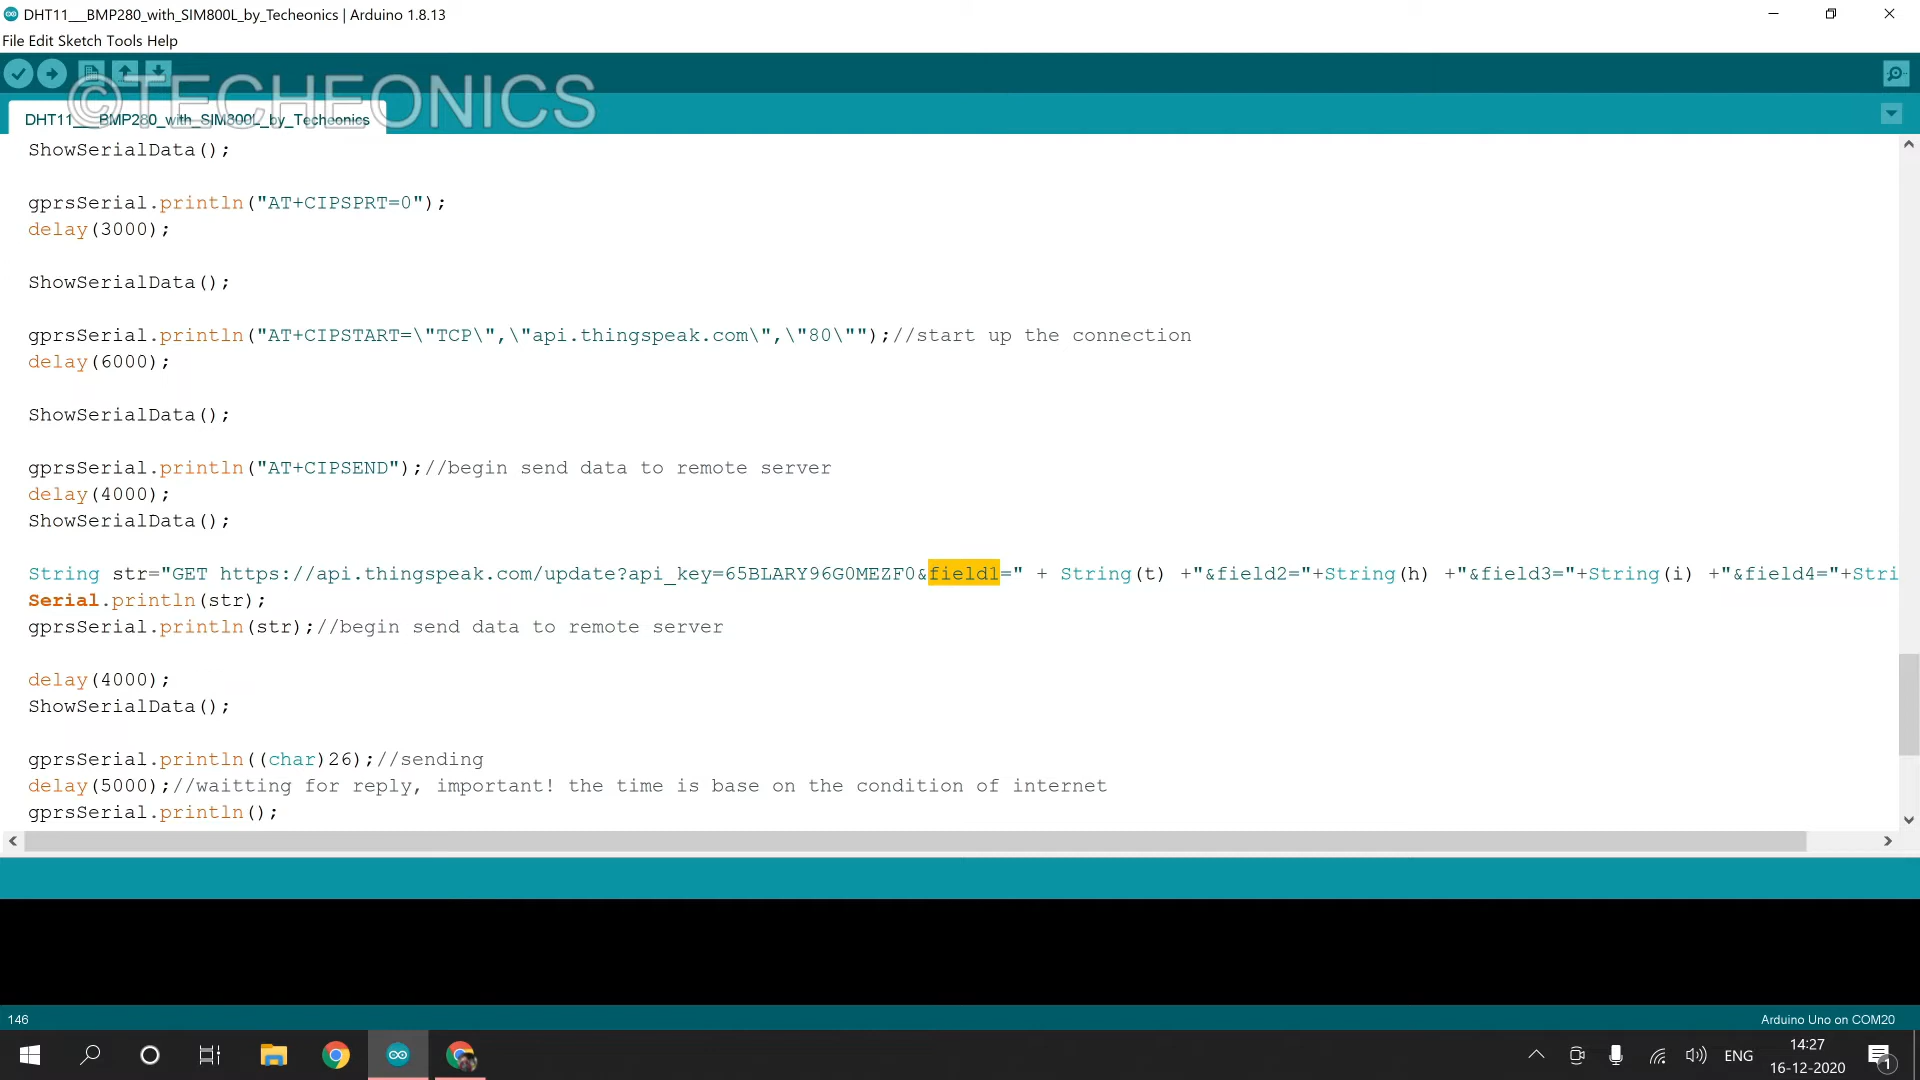 DHT11___BMP280_with_SIM800L_by_Techeonics | Arduino 1.8.13
File Edit Sketch Tools Help
©TECHEONICS
DHT11___BMP280_with_SIM800L_by_Techeonics
ShowSerialData();
gprsSerial.println("AT+CIPSPRT=0");
delay(3000);
ShowSerialData();
gprsSerial.println("AT+CIPSTART=\"TCP\",\"api.thingspeak.com\",\"80\"");//start up the connection
delay(6000);
ShowSerialData();
gprsSerial.println("AT+CIPSEND");//begin send data to remote server
delay(4000);
ShowSerialData();
String str="GET https://api.thingspeak.com/update?api_key=65BLARY96G0MEZF0&field1=" + String(t) +"&field2="+String(h) +"&field3="+String(i) +"&field4="+Stri
Serial.println(str);
gprsSerial.println(str);//begin send data to remote server
delay(4000);
ShowSerialData();
gprsSerial.println((char)26);//sending
delay(5000);//waitting for reply, important! the time is base on the condition of internet
gprsSerial.println();
146
Arduino Uno on COM20
ENG
14:27
16-12-2020
1